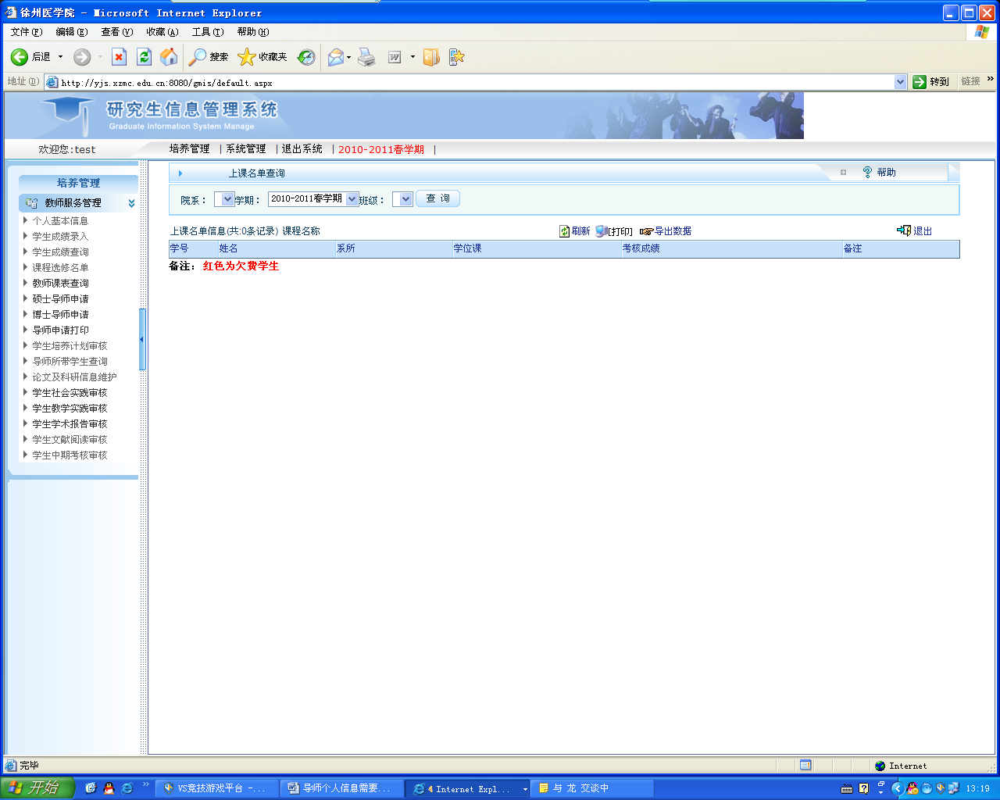 徐州医学院 - Microsoft Internet Explorer
文件(F) 编辑(E) 查看(V) 收藏(A) 工具(T) 帮助(H)
后退 搜索 收藏夹
地址(D) http://yjs.xzmc.edu.cn:8080/gmis/default.aspx 转到 链接 »
研究生信息管理系统
Graduate Information System Manage
欢迎您:test 培养管理 | 系统管理 | 退出系统 | 2010-2011春学期 |
培养管理
教师服务管理
个人基本信息
学生成绩录入
学生成绩查询
课程选修名单
教师课表查询
硕士导师申请
博士导师申请
导师申请打印
学生培养计划审核
导师所带学生查询
论文及科研信息维护
学生社会实践审核
学生教学实践审核
学生学术报告审核
学生文献阅读审核
学生中期考核审核
上课名单查询 帮助
院系： 学期： 2010-2011春学期 班级： 查 询
上课名单信息(共:0条记录) 课程名称 刷新 [打印] 导出数据 退出
学号 姓名 系所 学位课 考核成绩 备注
备注： 红色为欠费学生
完毕 Internet
开始 » VS竞技游戏平台 -... 导师个人信息需要... 4 Internet Expl... 与 龙 交谈中 13:19